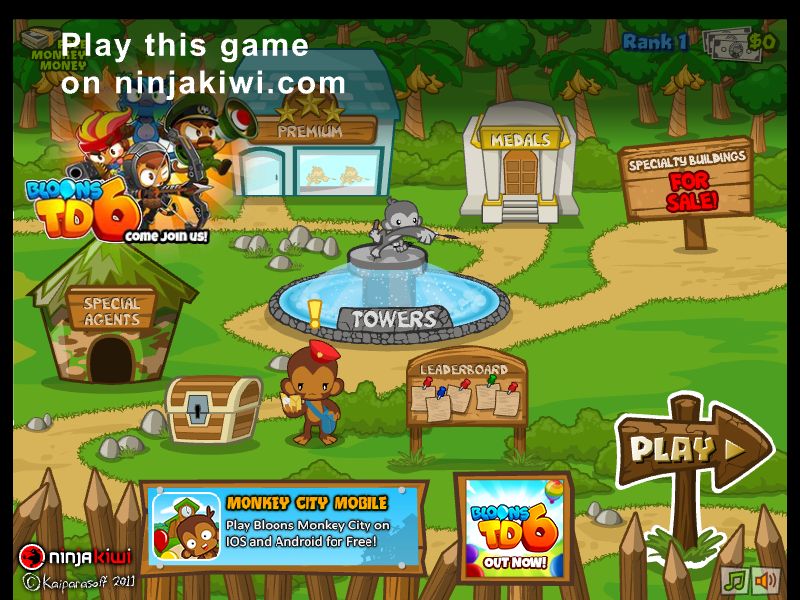 Play this game
on ninjakiwi.com
MONKEY
MONEY
Rank 1
$0
PREMIUM
MEDALS
SPECIALTY BUILDINGS
FOR
SALE!
BLOONS
TD6
COME JOIN US!
SPECIAL
AGENTS
TOWERS
LEADERBOARD
PLAY
MONKEY CITY MOBILE
Play Bloons Monkey City on
IOS and Android for Free!
BLOONS
TD6
OUT NOW!
ninjakiwi
©Kaiparasoft 2011